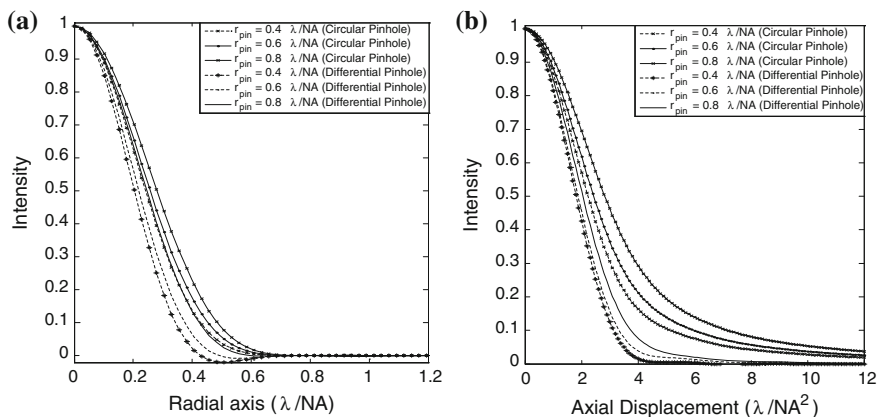 (a)
1
0.9
0.8
0.7
0.6
0.5
0.4
0.3
0.2
0.1
0
Intensity
r_pin = 0.4 λ/NA (Circular Pinhole)
r_pin = 0.6 λ/NA (Circular Pinhole)
r_pin = 0.8 λ/NA (Circular Pinhole)
r_pin = 0.4 λ/NA (Differential Pinhole)
r_pin = 0.6 λ/NA (Differential Pinhole)
r_pin = 0.8 λ/NA (Differential Pinhole)
0 0.2 0.4 0.6 0.8 1 1.2
Radial axis (λ/NA)
(b)
1
0.9
0.8
0.7
0.6
0.5
0.4
0.3
0.2
0.1
0
Intensity
r_pin = 0.4 λ/NA (Circular Pinhole)
r_pin = 0.6 λ/NA (Circular Pinhole)
r_pin = 0.8 λ/NA (Circular Pinhole)
r_pin = 0.4 λ/NA (Differential Pinhole)
r_pin = 0.6 λ/NA (Differential Pinhole)
r_pin = 0.8 λ/NA (Differential Pinhole)
0 2 4 6 8 10 12
Axial Displacement (λ/NA²)